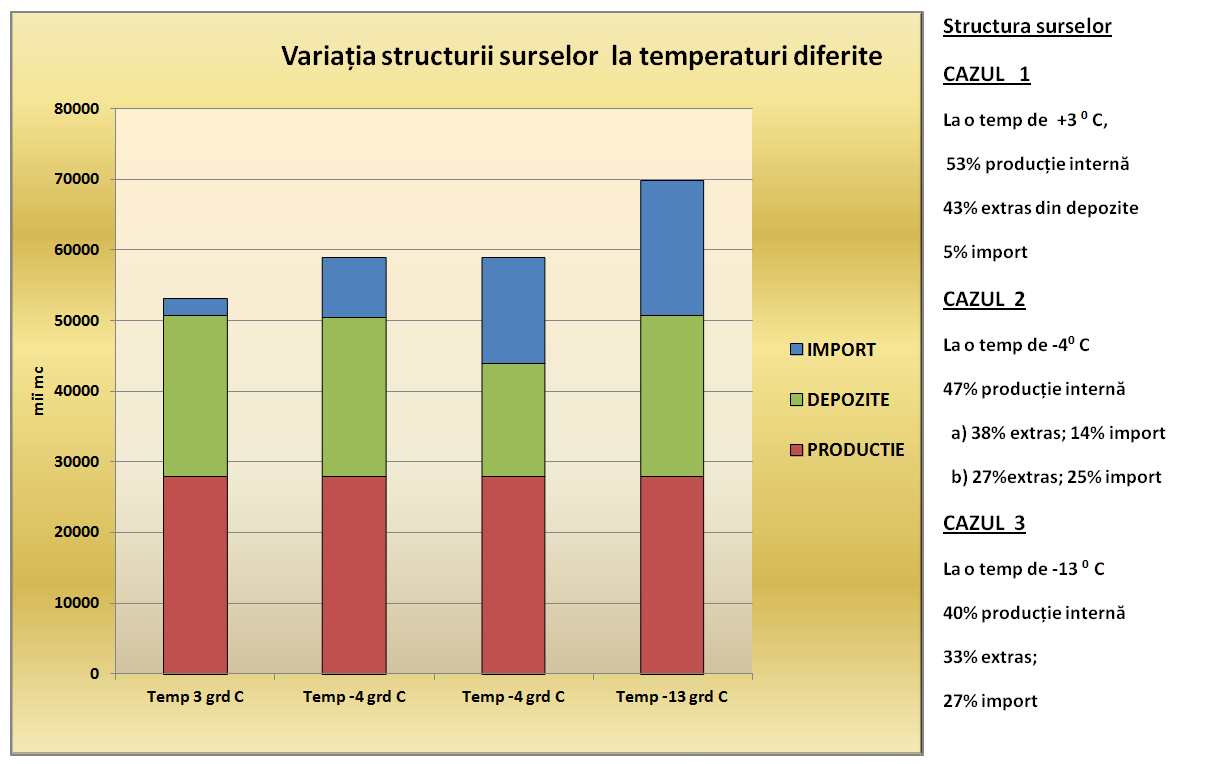 Variația structurii surselor la temperaturi diferite
80000
70000
60000
50000
40000
30000
20000
10000
0
mii mc
Temp 3 grd C
Temp -4 grd C
Temp -4 grd C
Temp -13 grd C
IMPORT
DEPOZITE
PRODUCTIE
Structura surselor
CAZUL 1
La o temp de +3 ⁰ C,
53% producție internă
43% extras din depozite
5% import
CAZUL 2
La o temp de -4⁰ C
47% producție internă
a) 38% extras; 14% import
b) 27%extras; 25% import
CAZUL 3
La o temp de -13 ⁰ C
40% producție internă
33% extras;
27% import